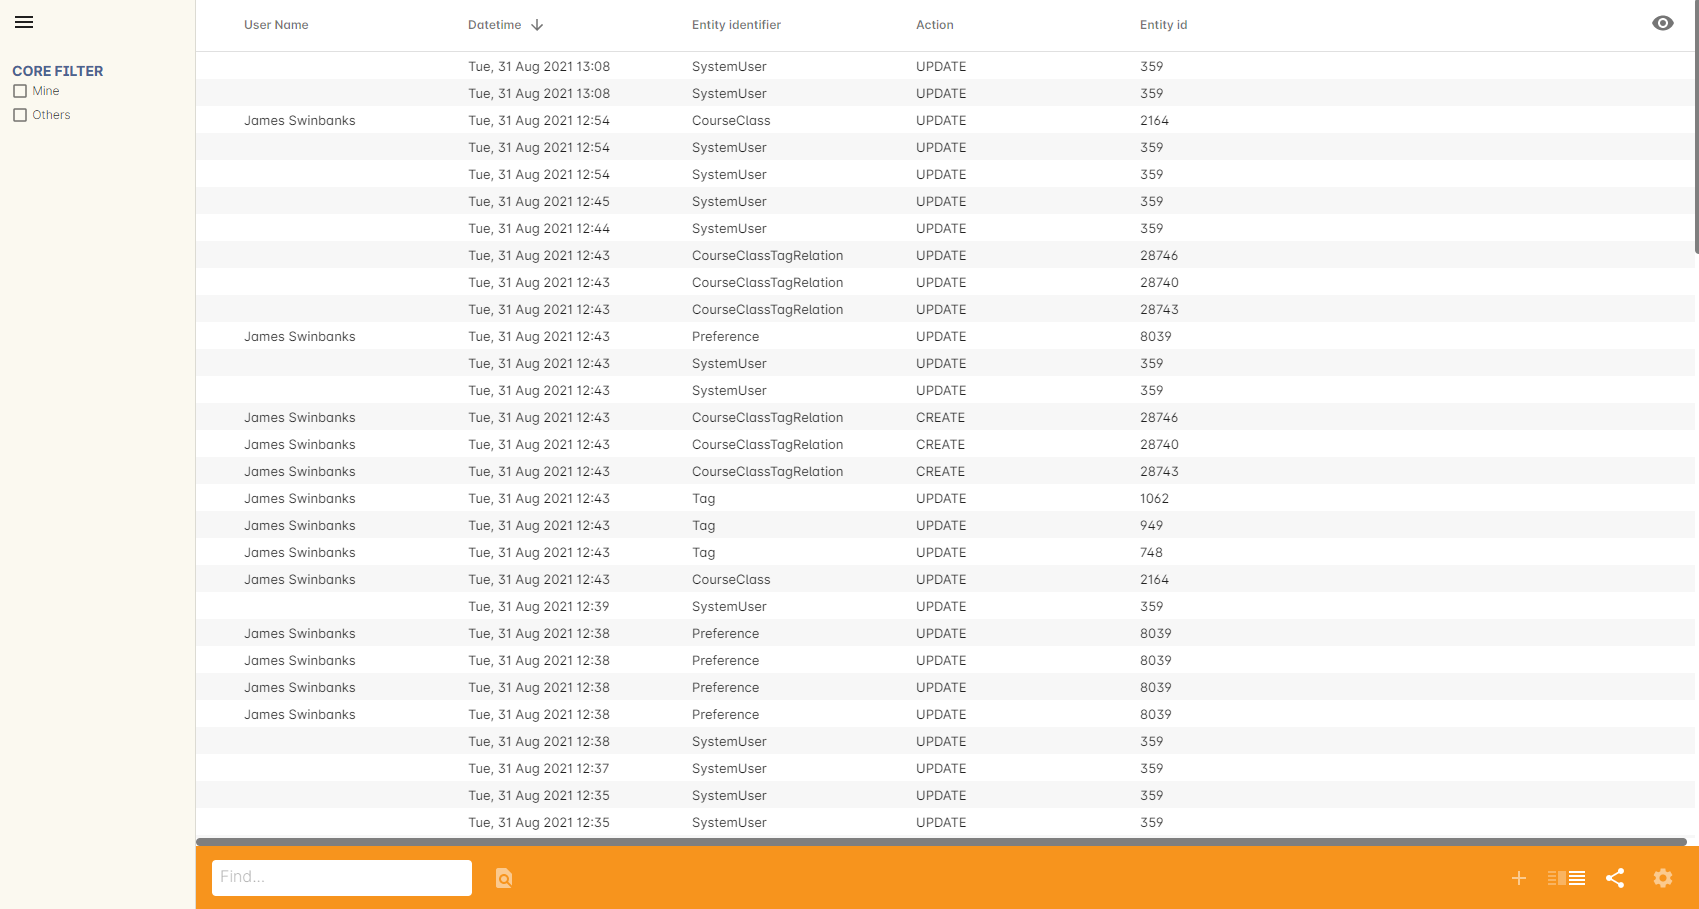 User Name Datetime Entity identifier Action Entity id
CORE FILTER
Mine
Others
Tue, 31 Aug 2021 13:08 SystemUser UPDATE 359
Tue, 31 Aug 2021 13:08 SystemUser UPDATE 359
James Swinbanks Tue, 31 Aug 2021 12:54 CourseClass UPDATE 2164
Tue, 31 Aug 2021 12:54 SystemUser UPDATE 359
Tue, 31 Aug 2021 12:54 SystemUser UPDATE 359
Tue, 31 Aug 2021 12:45 SystemUser UPDATE 359
Tue, 31 Aug 2021 12:44 SystemUser UPDATE 359
Tue, 31 Aug 2021 12:43 CourseClassTagRelation UPDATE 28746
Tue, 31 Aug 2021 12:43 CourseClassTagRelation UPDATE 28740
Tue, 31 Aug 2021 12:43 CourseClassTagRelation UPDATE 28743
James Swinbanks Tue, 31 Aug 2021 12:43 Preference UPDATE 8039
Tue, 31 Aug 2021 12:43 SystemUser UPDATE 359
Tue, 31 Aug 2021 12:43 SystemUser UPDATE 359
James Swinbanks Tue, 31 Aug 2021 12:43 CourseClassTagRelation CREATE 28746
James Swinbanks Tue, 31 Aug 2021 12:43 CourseClassTagRelation CREATE 28740
James Swinbanks Tue, 31 Aug 2021 12:43 CourseClassTagRelation CREATE 28743
James Swinbanks Tue, 31 Aug 2021 12:43 Tag UPDATE 1062
James Swinbanks Tue, 31 Aug 2021 12:43 Tag UPDATE 949
James Swinbanks Tue, 31 Aug 2021 12:43 Tag UPDATE 748
James Swinbanks Tue, 31 Aug 2021 12:43 CourseClass UPDATE 2164
Tue, 31 Aug 2021 12:39 SystemUser UPDATE 359
James Swinbanks Tue, 31 Aug 2021 12:38 Preference UPDATE 8039
James Swinbanks Tue, 31 Aug 2021 12:38 Preference UPDATE 8039
James Swinbanks Tue, 31 Aug 2021 12:38 Preference UPDATE 8039
James Swinbanks Tue, 31 Aug 2021 12:38 Preference UPDATE 8039
Tue, 31 Aug 2021 12:38 SystemUser UPDATE 359
Tue, 31 Aug 2021 12:37 SystemUser UPDATE 359
Tue, 31 Aug 2021 12:35 SystemUser UPDATE 359
Tue, 31 Aug 2021 12:35 SystemUser UPDATE 359
Find...